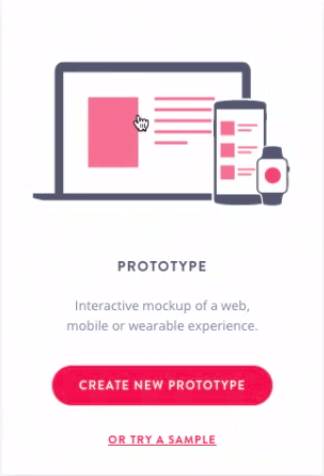 PROTOTYPE
Interactive mockup of a web,
mobile or wearable experience.
CREATE NEW PROTOTYPE
OR TRY A SAMPLE